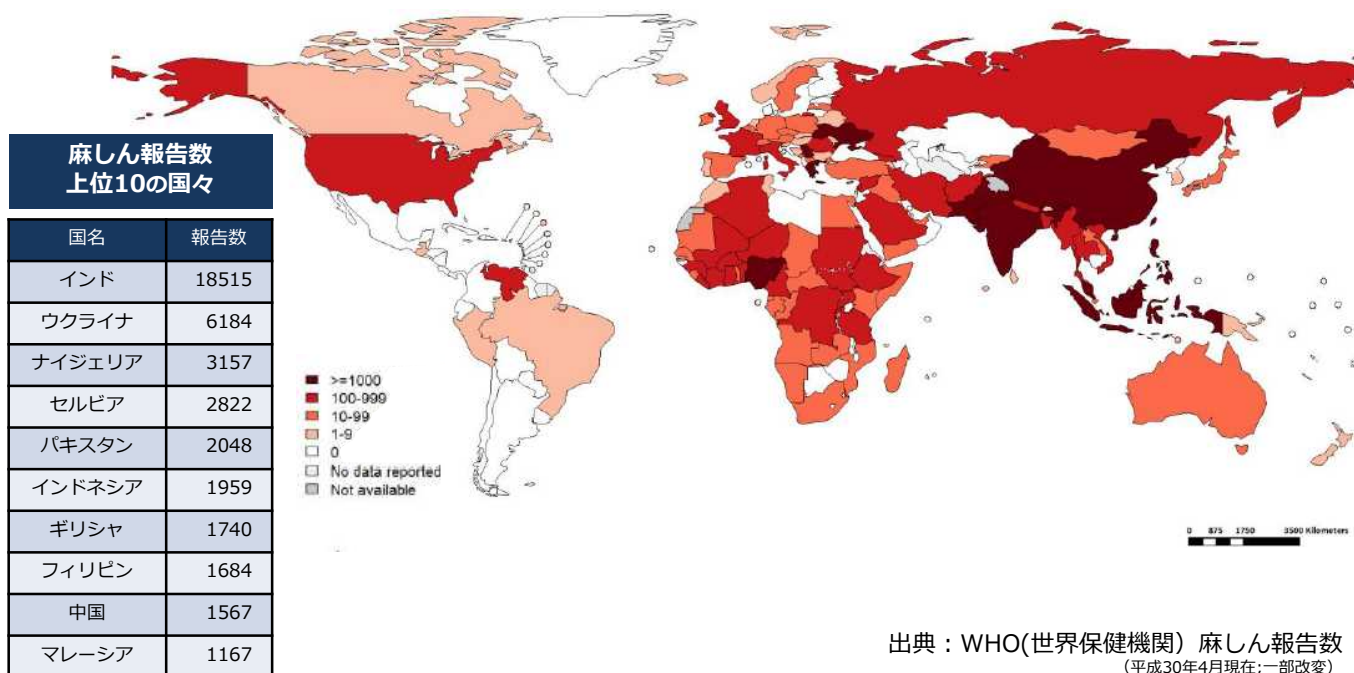 麻しん報告数
上位10の国々
国名 報告数
インド 18515
ウクライナ 6184
ナイジェリア 3157
セルビア 2822
パキスタン 2048
インドネシア 1959
ギリシャ 1740
フィリピン 1684
中国 1567
マレーシア 1167
>=1000
100-999
10-99
1-9
0
No data reported
Not available
0 875 1750 3500 Kilometers
出典：WHO(世界保健機関）麻しん報告数
（平成30年4月現在;一部改変）